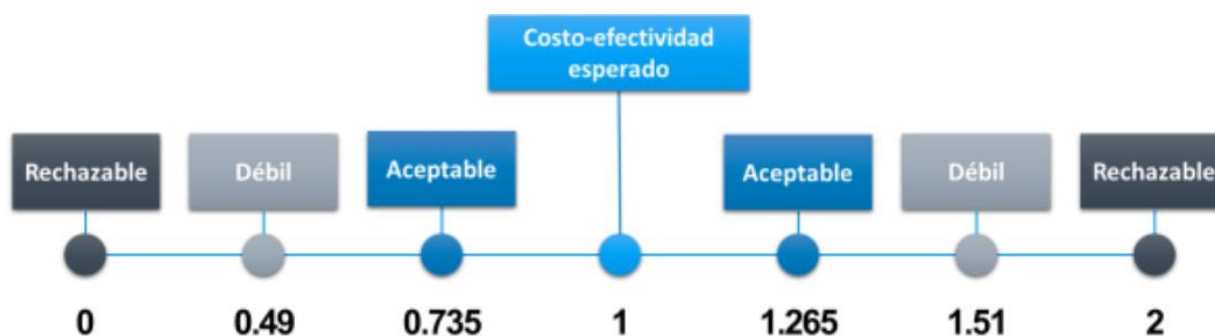 Costo-efectividad
esperado
Rechazable
Débil
Aceptable
Aceptable
Débil
Rechazable
0
0.49
0.735
1
1.265
1.51
2